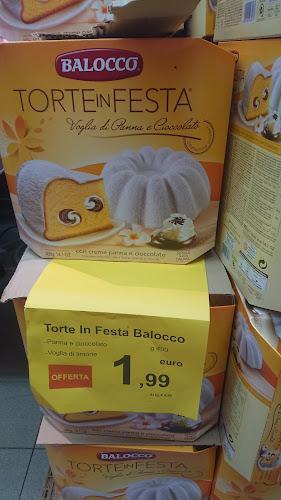 BALOCCO
TORTE IN FESTA
Voglia di Panna e Cioccolato
con creme panna e cioccolato
Torte In Festa Balocco
-Panna e cioccolato
g 400
-Voglia di limone
euro
OFFERTA
1,99
BALOCCO
TORTE IN FESTA